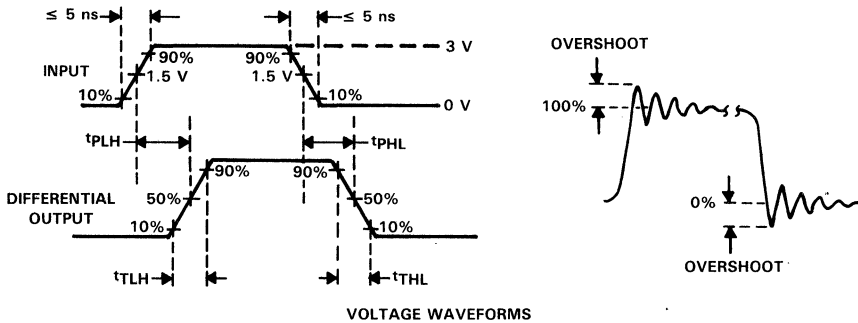 ≤ 5 ns
≤ 5 ns
3 V
90%
90%
INPUT
1.5 V
1.5 V
10%
10%
0 V
tPLH
tPHL
90%
90%
DIFFERENTIAL
OUTPUT
50%
50%
10%
10%
tTLH
tTHL
OVERSHOOT
100%
0%
OVERSHOOT
VOLTAGE WAVEFORMS